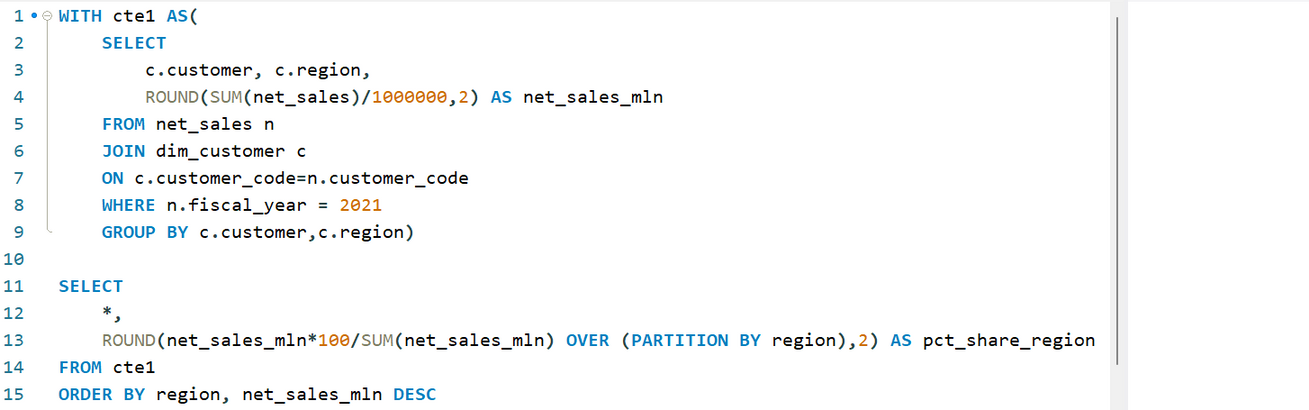 1 WITH cte1 AS(
2 SELECT
3 c.customer, c.region,
4 ROUND(SUM(net_sales)/1000000,2) AS net_sales_mln
5 FROM net_sales n
6 JOIN dim_customer c
7 ON c.customer_code=n.customer_code
8 WHERE n.fiscal_year = 2021
9 GROUP BY c.customer,c.region)
10
11 SELECT
12 *,
13 ROUND(net_sales_mln*100/SUM(net_sales_mln) OVER (PARTITION BY region),2) AS pct_share_region
14 FROM cte1
15 ORDER BY region, net_sales_mln DESC